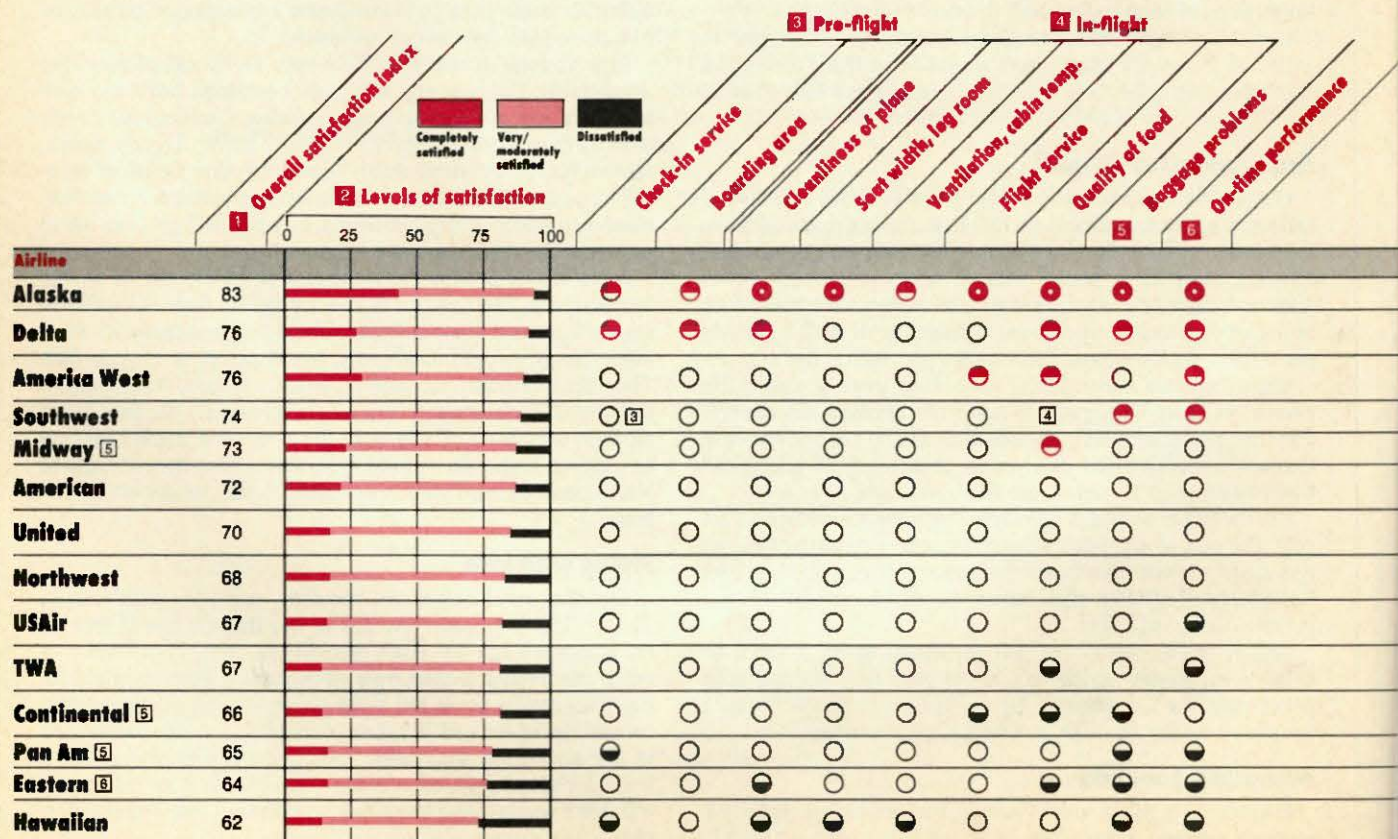 3 Pre-flight
4 In-flight
1 Overall satisfaction index
Completely satisfied
Very/ moderately satisfied
Dissatisfied
2 Levels of satisfaction
0 25 50 75 100
Check-in service
Boarding area
Cleanliness of plane
Seat width, leg room
Ventilation, cabin temp.
Flight service
Quality of food
5 Baggage problems
6 On-time performance
Airline
Alaska 83
Delta 76
America West 76
Southwest 74 3 4
Midway 5 73
American 72
United 70
Northwest 68
USAir 67
TWA 67
Continental 5 66
Pan Am 5 65
Eastern 6 64
Hawaiian 62